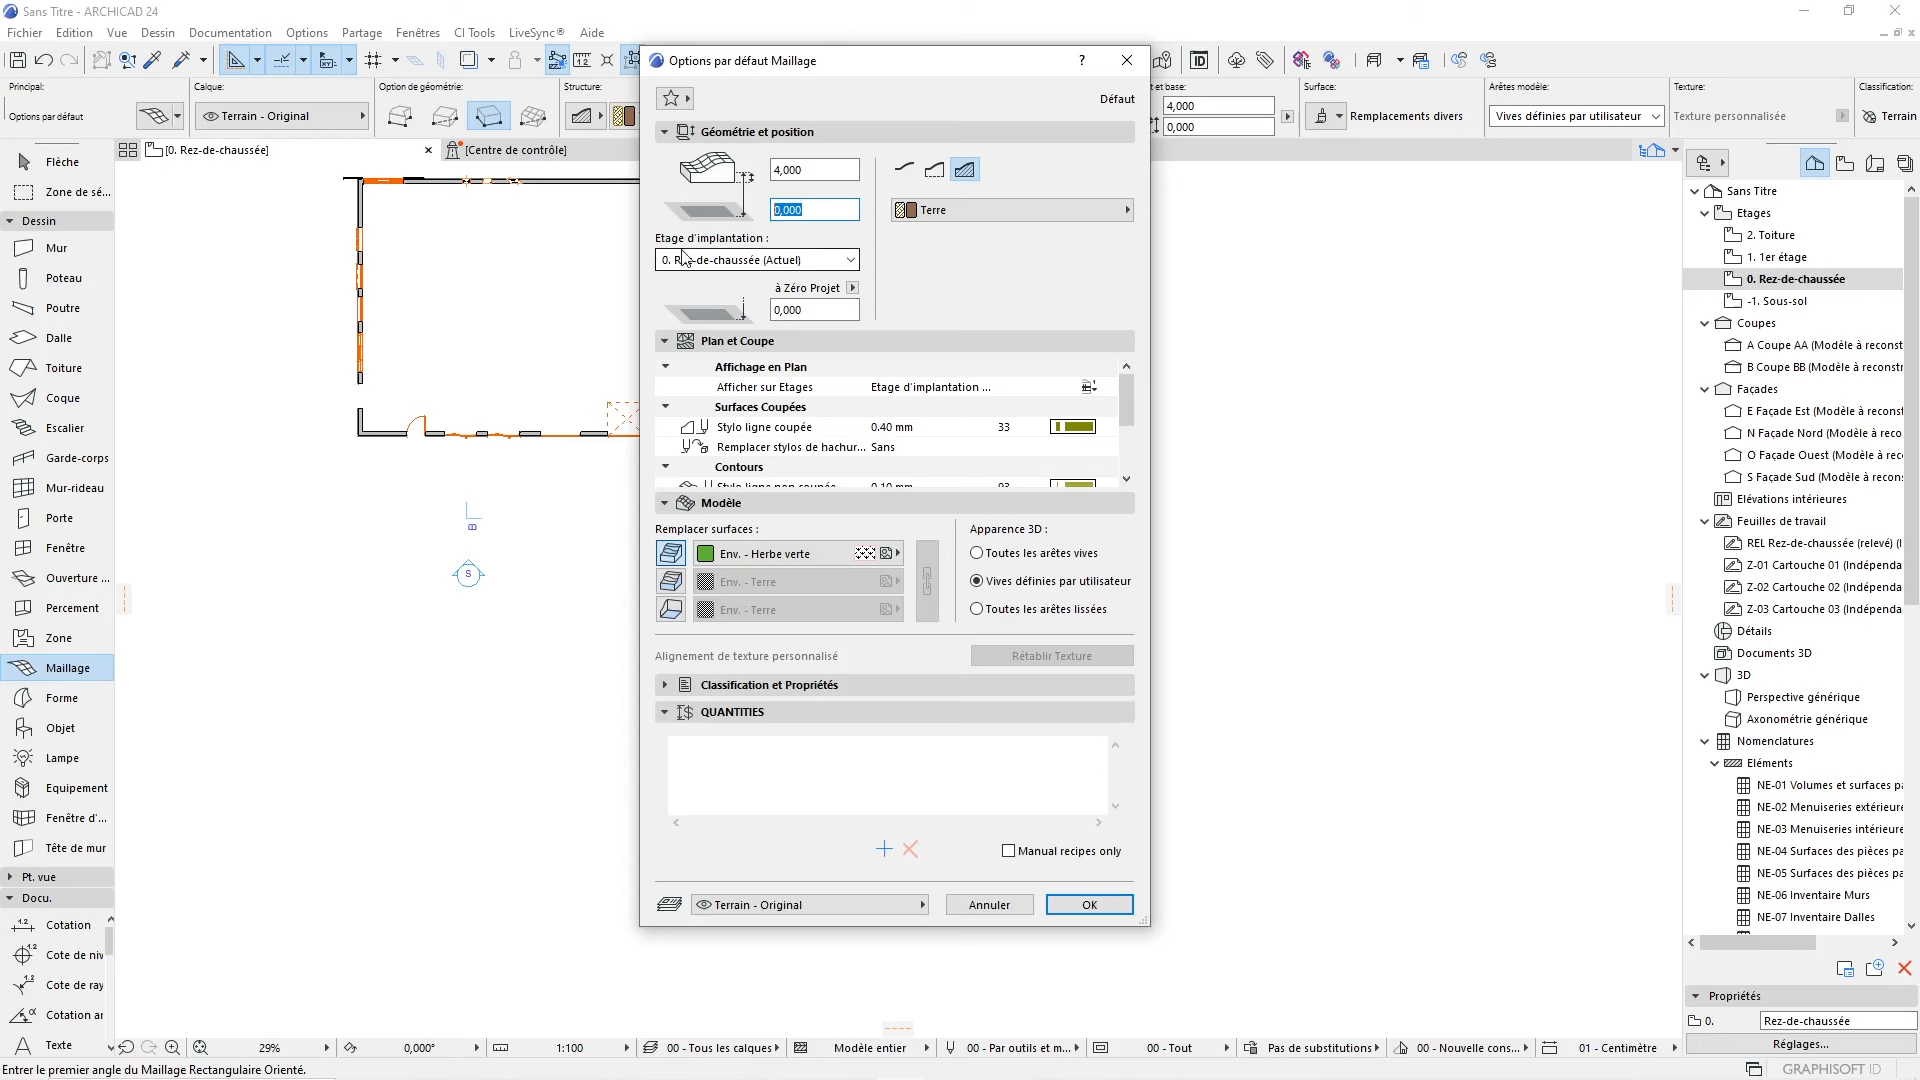 Sans Titre - ARCHICAD 24
Fichier Edition Vue Dessin Documentation Options Partage Fenêtres CI Tools LiveSync® Aide
Principal:
Options par défaut
Calque:
Terrain - Original
Option de géométrie:
Structure:
t et base:
4,000
0,000
Surface:
Remplacements divers
Arêtes modèle:
Vives définies par utilisateur
Texture:
Texture personnalisée
Classification:
Terrain
[0. Rez-de-chaussée]
[Centre de contrôle]
Flèche
Zone de sé...
Dessin
Mur
Poteau
Poutre
Dalle
Toiture
Coque
Escalier
Garde-corps
Mur-rideau
Porte
Fenêtre
Ouverture ...
Percement
Zone
Maillage
Forme
Objet
Lampe
Equipement
Fenêtre d'...
Tête de mur
Pt. vue
Docu.
Cotation
Cote de niv
Cote de ray
Cotation ar
Texte
B
S
Options par défaut Maillage
?
Défaut
Géométrie et position
4,000
0,000
Terre
Etage d'implantation :
0. Rez-de-chaussée (Actuel)
à Zéro Projet
0,000
Plan et Coupe
Affichage en Plan
Afficher sur Etages Etage d'implantation ...
Surfaces Coupées
Stylo ligne coupée 0.40 mm 33
Remplacer stylos de hachur... Sans
Contours
Stylo ligne non coupée 0.10 mm 93
Modèle
Remplacer surfaces :
Env. - Herbe verte
Env. - Terre
Env. - Terre
Apparence 3D :
Toutes les arêtes vives
Vives définies par utilisateur
Toutes les arêtes lissées
Alignement de texture personnalisé
Rétablir Texture
Classification et Propriétés
QUANTITIES
Manual recipes only
Terrain - Original
Annuler
OK
Sans Titre
Etages
2. Toiture
1. 1er étage
0. Rez-de-chaussée
-1. Sous-sol
Coupes
A Coupe AA (Modèle à reconst
B Coupe BB (Modèle à reconstr
Façades
E Façade Est (Modèle à recons
N Façade Nord (Modèle à reco
O Façade Ouest (Modèle à rec
S Façade Sud (Modèle à recons
Elévations intérieures
Feuilles de travail
REL Rez-de-chaussée (relevé) (I
Z-01 Cartouche 01 (Indépenda
Z-02 Cartouche 02 (Indépenda
Z-03 Cartouche 03 (Indépenda
Détails
Documents 3D
3D
Perspective générique
Axonométrie générique
Nomenclatures
Eléments
NE-01 Volumes et surfaces pa
NE-02 Menuiseries extérieure
NE-03 Menuiseries intérieure
NE-04 Surfaces des pièces pa
NE-05 Surfaces des pièces pa
NE-06 Inventaire Murs
NE-07 Inventaire Dalles
Propriétés
0. Rez-de-chaussée
Réglages...
29% 0,000° 1:100 00 - Tous les calques Modèle entier 00 - Par outils et m... 00 - Tout Pas de substitutions 00 - Nouvelle cons... 01 - Centimètre
Entrer le premier angle du Maillage Rectangulaire Orienté.
GRAPHISOFT ID